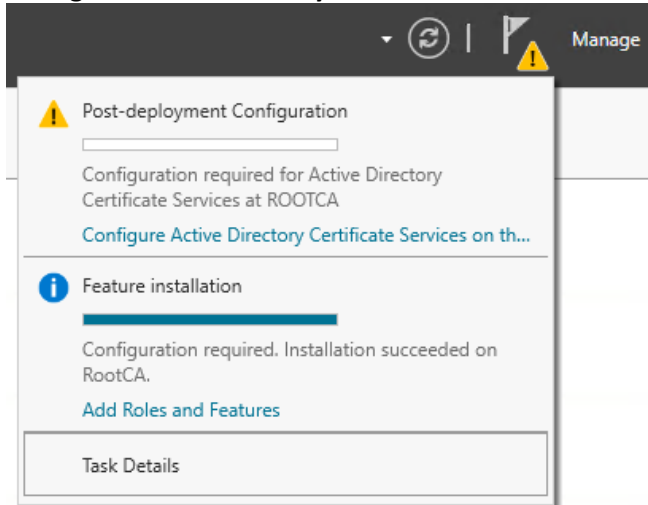 Manage
Post-deployment Configuration
Configuration required for Active Directory
Certificate Services at ROOTCA
Configure Active Directory Certificate Services on th...
Feature installation
Configuration required. Installation succeeded on
RootCA.
Add Roles and Features
Task Details